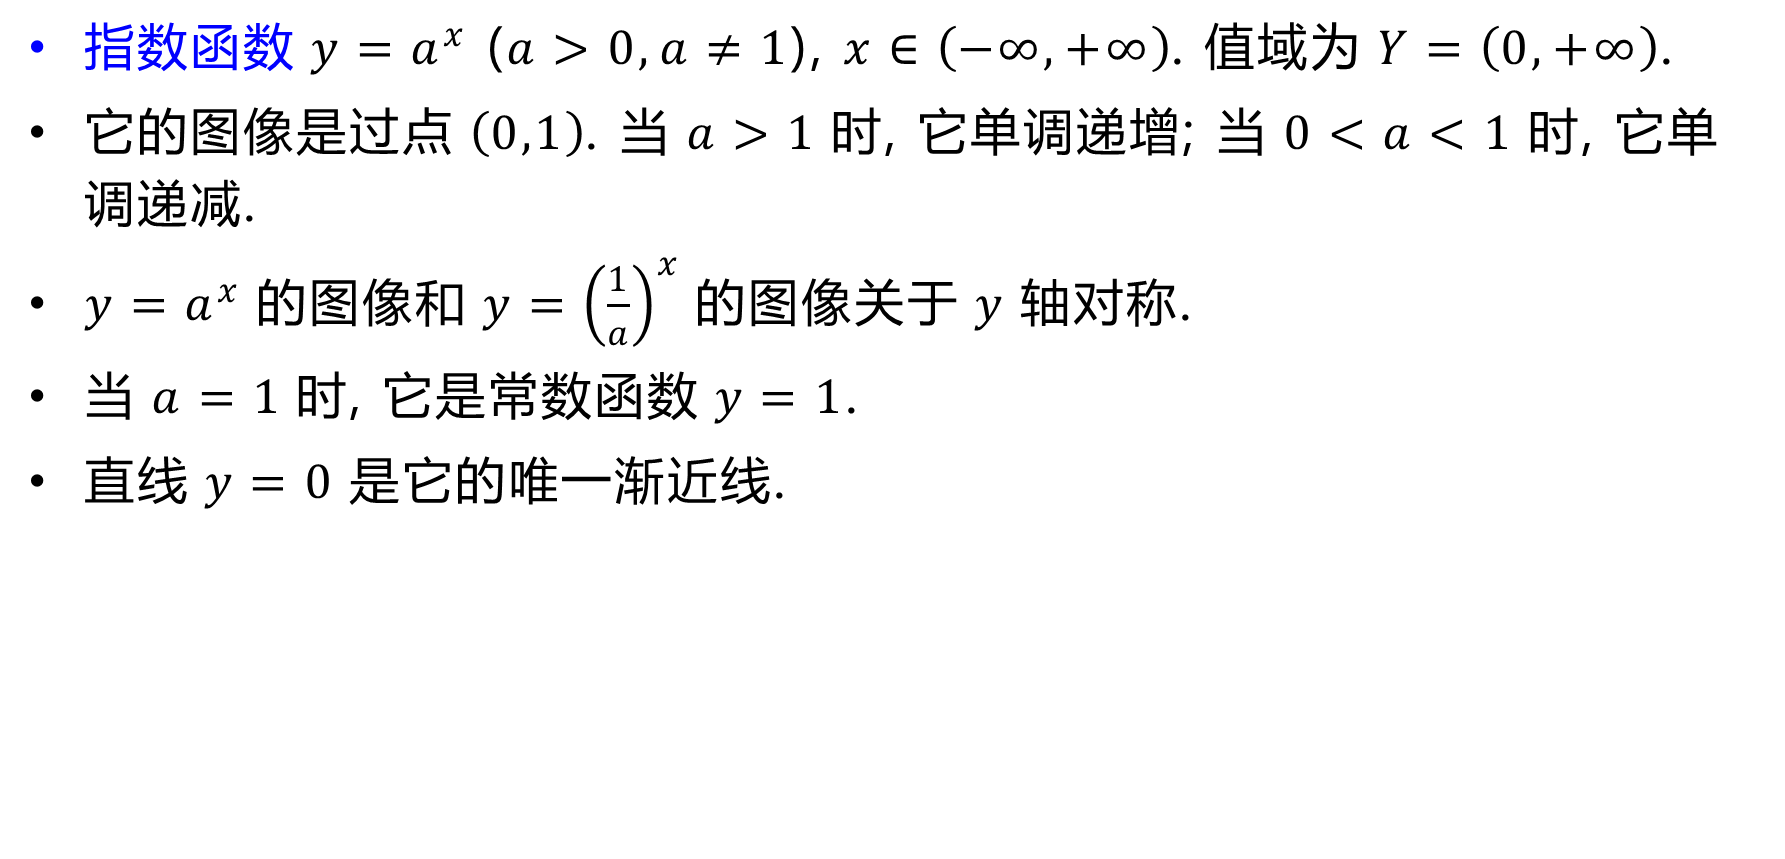 • 指数函数 y = a^x (a > 0, a ≠ 1), x ∈ (−∞, +∞). 值域为 Y = (0, +∞).
• 它的图像是过点 (0,1). 当 a > 1 时, 它单调递增; 当 0 < a < 1 时, 它单
调递减.
• y = a^x 的图像和 y = (1/a)^x 的图像关于 y 轴对称.
• 当 a = 1 时, 它是常数函数 y = 1.
• 直线 y = 0 是它的唯一渐近线.